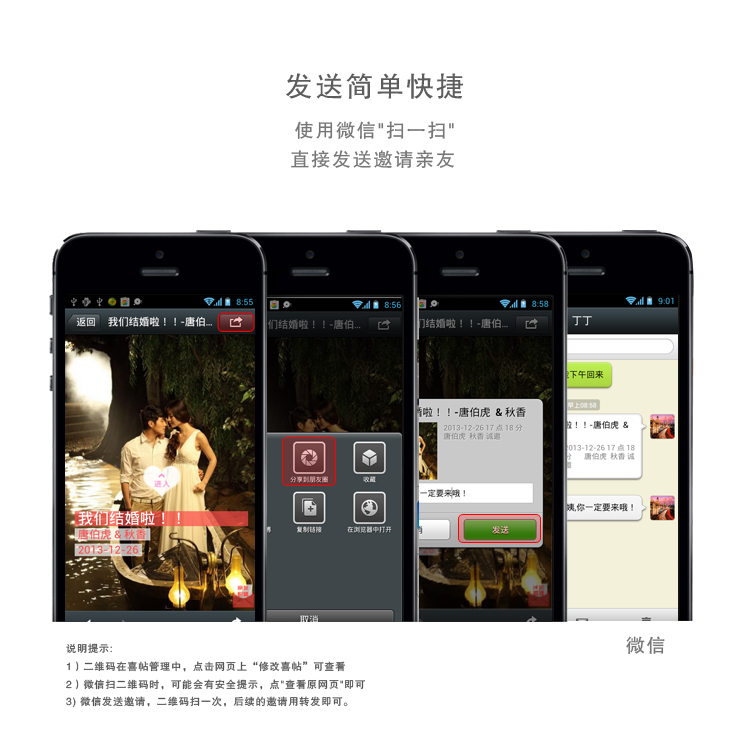 发送简单快捷
使用微信"扫一扫"
直接发送邀请亲友
8:55
返回
我们结婚啦！！-唐伯...
进入
我们结婚啦！！
唐伯虎 & 秋香
2013-12-26
8:56
们结婚啦！！-唐伯...
分享到朋友圈
收藏
复制链接
在浏览器中打开
取消
8:58
们结婚啦！！-唐伯...
啦！！-唐伯虎 & 秋香
2013-12-26 17 点 18 分
唐伯虎 秋香 诚邀
一定要来哦！
发送
9:01
丁丁
下午回来
早上08:58
啦！！-唐伯虎 &
2013-12-26 17 点 18
分 唐伯虎 秋香 诚
邀
姨,你一定要来哦！
微信
说明提示:
1）二维码在喜帖管理中，点击网页上“修改喜帖”可查看
2）微信扫二维码时，可能会有安全提示，点"查看原网页"即可
3) 微信发送邀请，二维码扫一次，后续的邀请用转发即可。